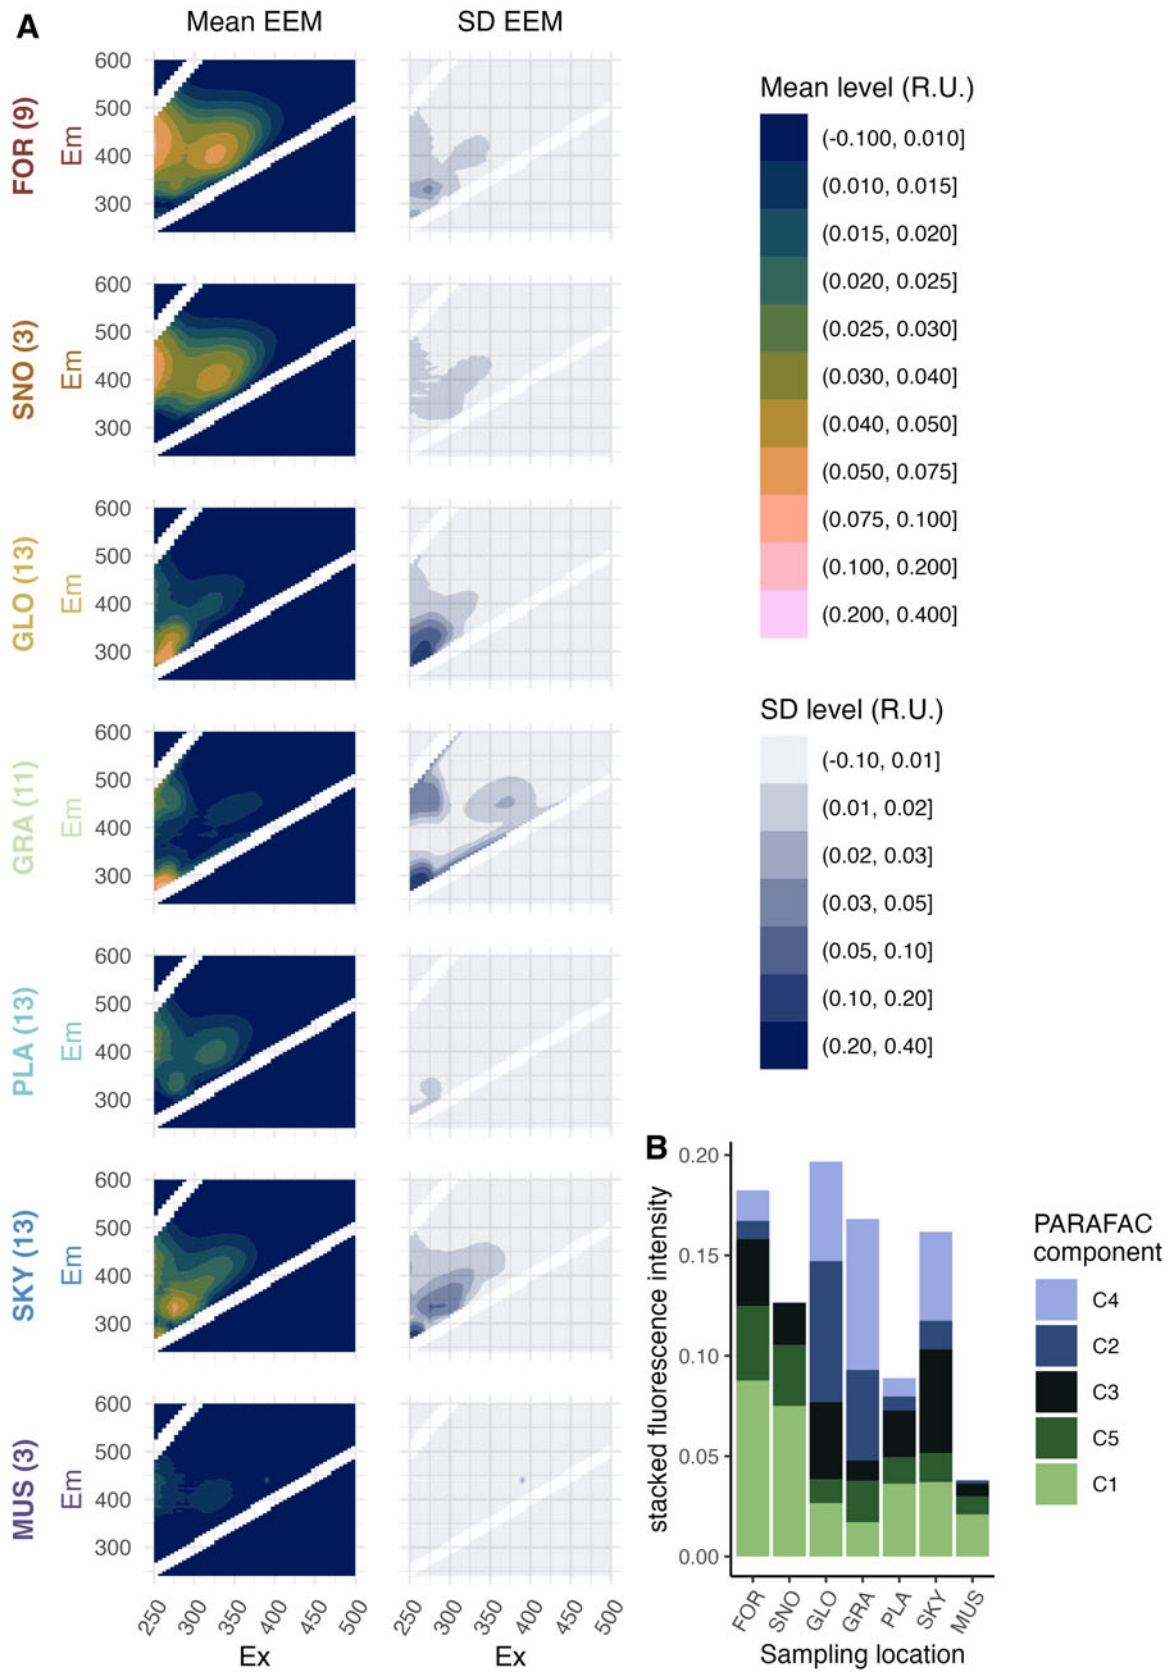 A
Mean EEM
SD EEM
FOR (9)
Em
600
500
400
300
SNO (3)
Em
600
500
400
300
GLO (13)
Em
600
500
400
300
GRA (11)
Em
600
500
400
300
PLA (13)
Em
600
500
400
300
SKY (13)
Em
600
500
400
300
MUS (3)
Em
600
500
400
300
250 300 350 400 450 500
250 300 350 400 450 500
Ex
Ex
Mean level (R.U.)
(-0.100, 0.010]
(0.010, 0.015]
(0.015, 0.020]
(0.020, 0.025]
(0.025, 0.030]
(0.030, 0.040]
(0.040, 0.050]
(0.050, 0.075]
(0.075, 0.100]
(0.100, 0.200]
(0.200, 0.400]
SD level (R.U.)
(-0.10, 0.01]
(0.01, 0.02]
(0.02, 0.03]
(0.03, 0.05]
(0.05, 0.10]
(0.10, 0.20]
(0.20, 0.40]
B
stacked fluorescence intensity
0.20
0.15
0.10
0.05
0.00
FOR SNO GLO GRA PLA SKY MUS
Sampling location
PARAFAC
component
C4
C2
C3
C5
C1